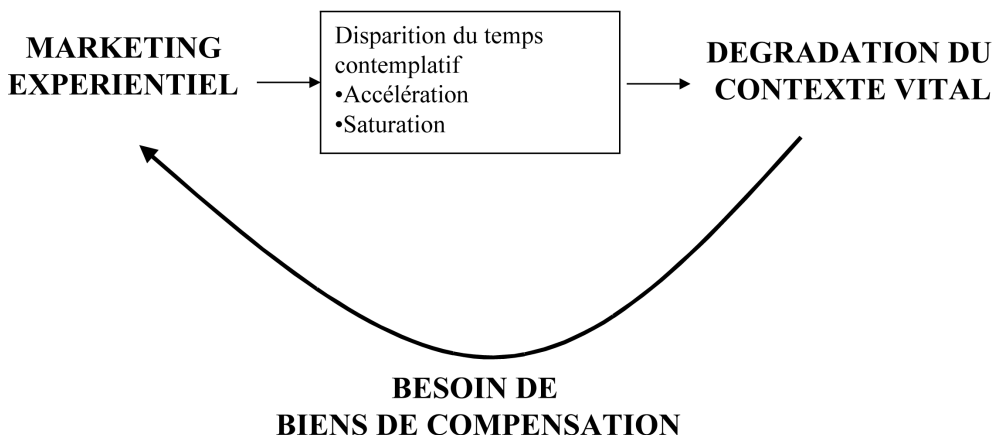 MARKETING
EXPERIENTIEL
Disparition du temps
contemplatif
•Accélération
•Saturation
DEGRADATION DU
CONTEXTE VITAL
BESOIN DE
BIENS DE COMPENSATION